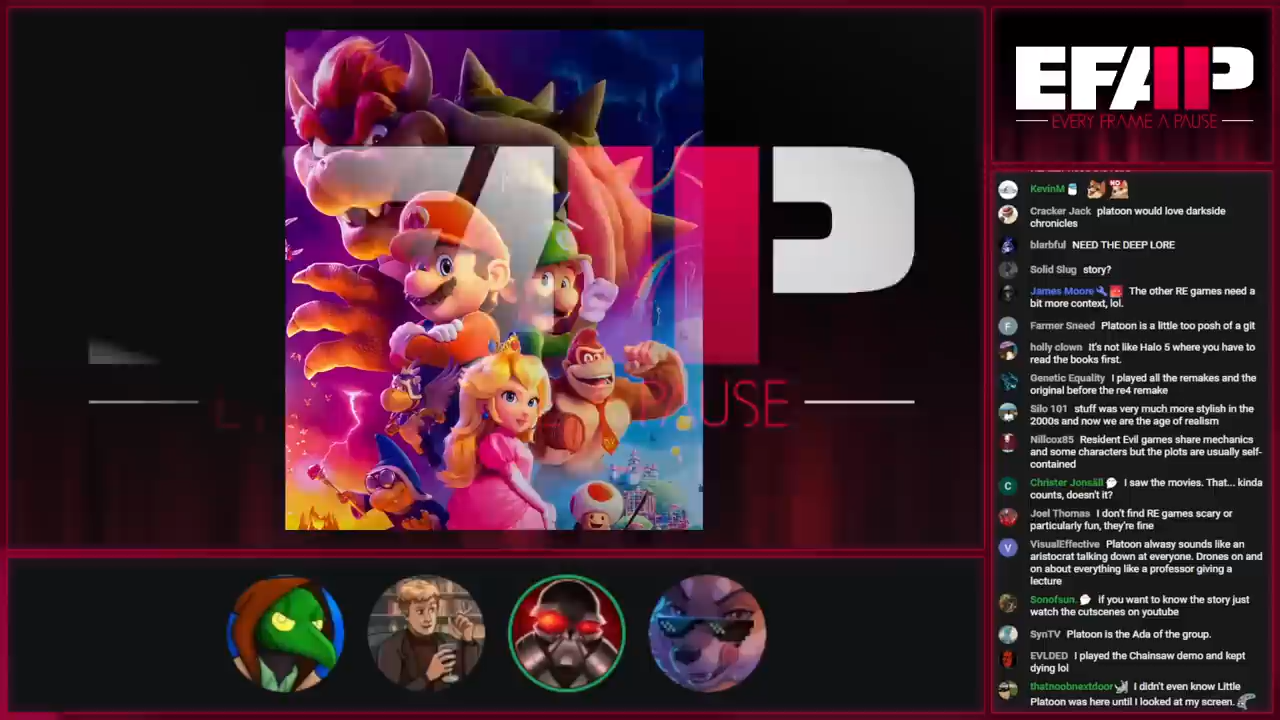 PAUSE
EFAP
EVERY FRAME A PAUSE
KevinM
NO
Cracker Jack platoon would love darkside
chronicles
blarbful NEED THE DEEP LORE
Solid Slug story?
James Moore The other RE games need a
bit more context, lol.
Farmer Sneed Platoon is a little too posh of a git
holly clown It's not like Halo 5 where you have to
read the books first.
Genetic Equality I played all the remakes and the
original before the re4 remake
Silo 101 stuff was very much more stylish in the
2000s and now we are the age of realism
Nillcox85 Resident Evil games share mechanics
and some characters but the plots are usually self-
contained
Christer Jonsäll I saw the movies. That... kinda
counts, doesn't it?
Joel Thomas I don't find RE games scary or
particularly fun, they're fine
VisualEffective Platoon alwasy sounds like an
aristocrat talking down at everyone. Drones on and
on about everything like a professor giving a
lecture
Sonofsun. if you want to know the story just
watch the cutscenes on youtube
SynTV Platoon is the Ada of the group.
EVLDED I played the Chainsaw demo and kept
dying lol
thatnoobnextdoor I didn't even know Little
Platoon was here until I looked at my screen.